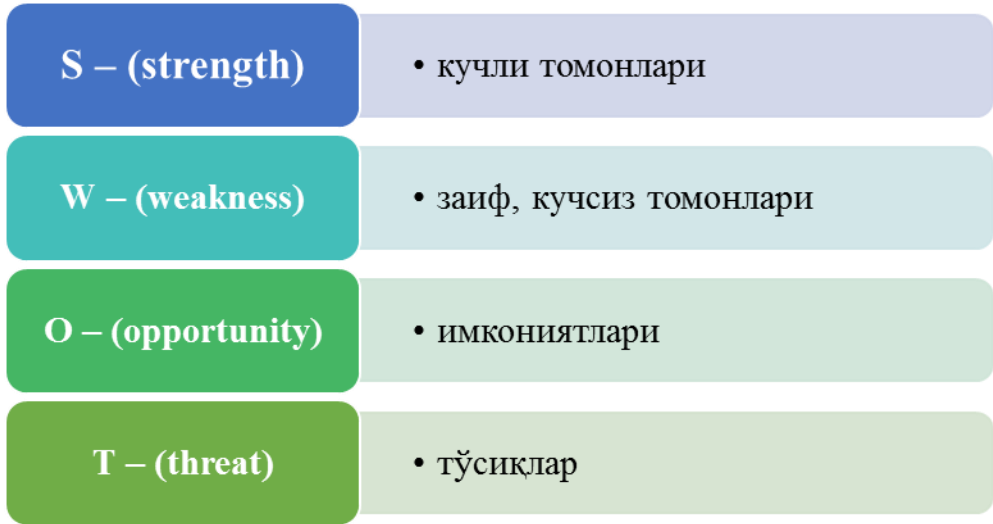 S – (strength)
• кучли томонлари
W – (weakness)
• заиф, кучсиз томонлари
O – (opportunity)
• имкониятлари
T – (threat)
• тўсиқлар